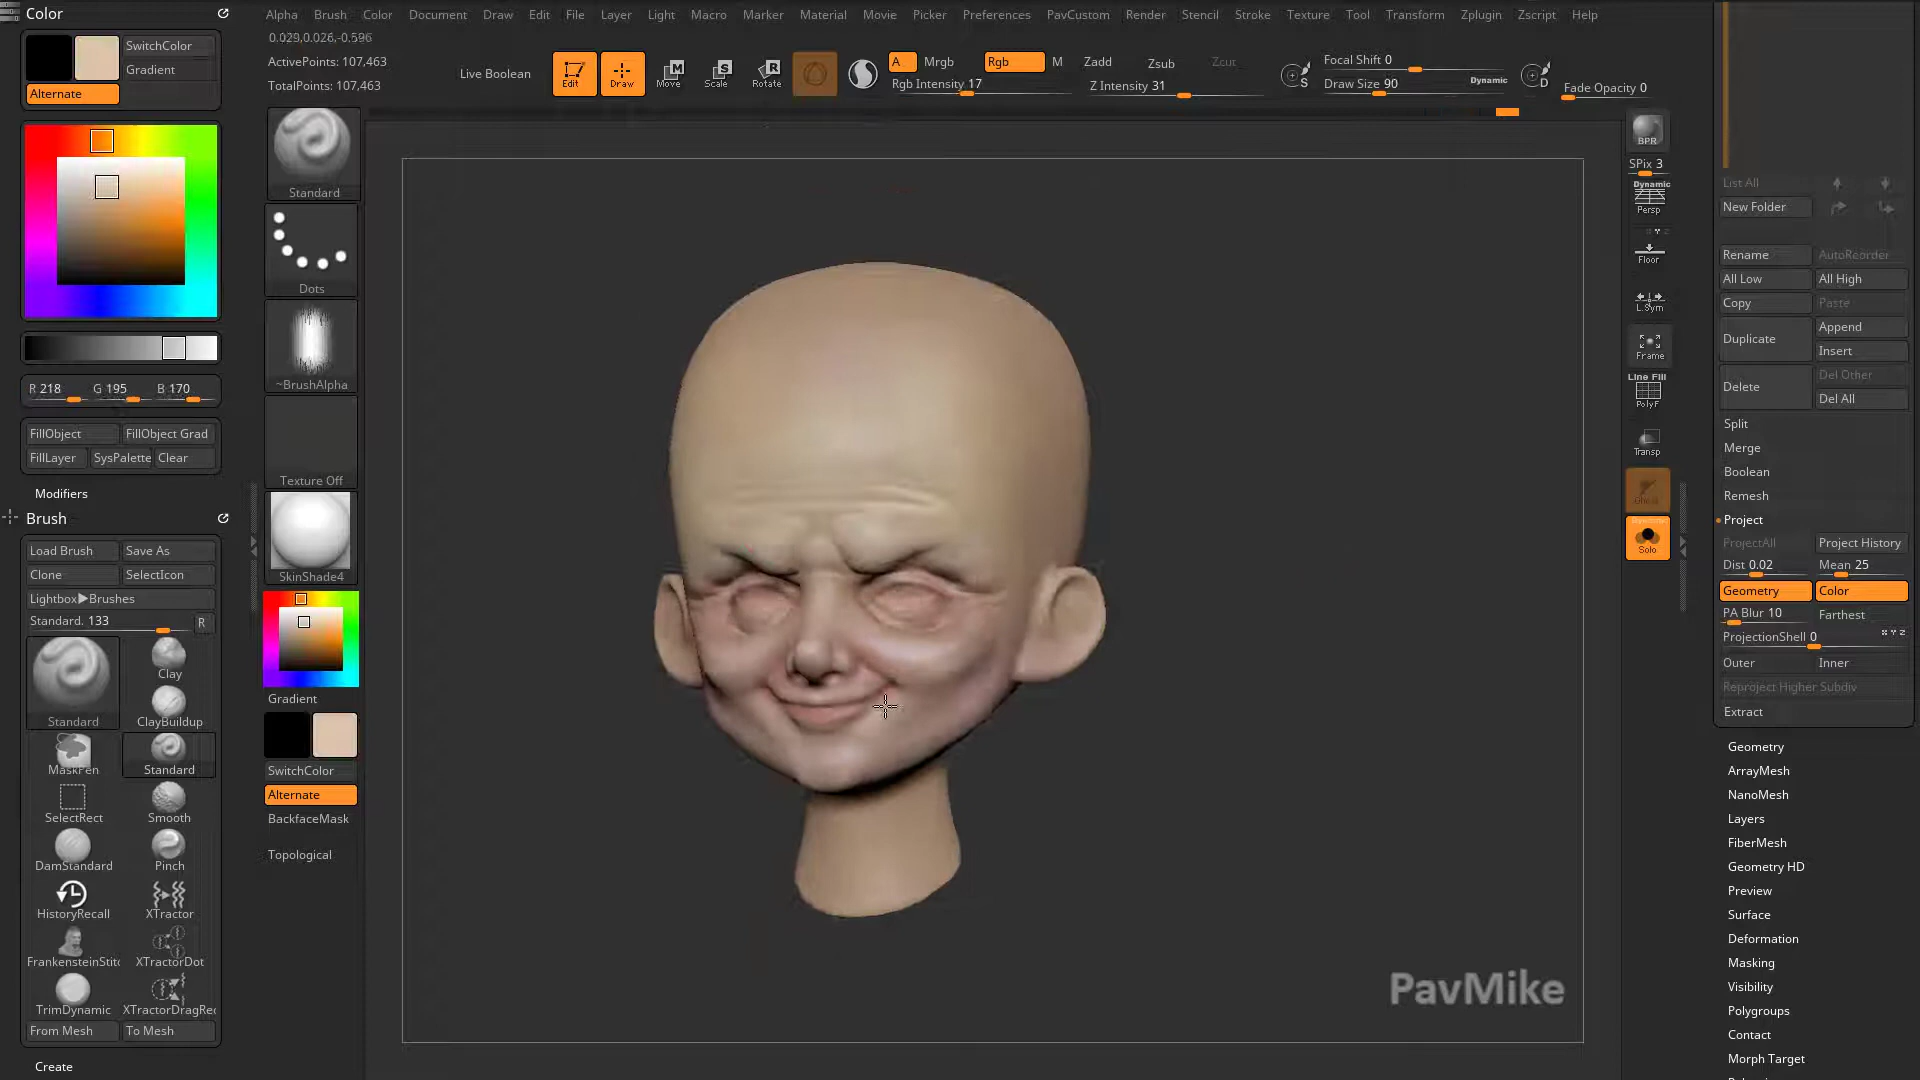 Color
SwitchColor
Gradient
Alternate
R 218 G 195 B 170
FillObject FillObject Grad
FillLayer SysPalette Clear
Modifiers
Brush
Load Brush Save As
Clone SelectIcon
Lightbox▶Brushes
Standard. 133 R
Clay
Standard ClayBuildup
MaskPen Standard
SelectRect Smooth
DamStandard Pinch
HistoryRecall XTractor
FrankensteinStitc XTractorDot
TrimDynamic XTractorDragRec
From Mesh To Mesh
Create
Alpha Brush Color Document Draw Edit File Layer Light Macro Marker Material Movie Picker Preferences PavCustom Render Stencil Stroke Texture Tool Transform Zplugin Zscript Help
0.029,0.026,-0.596
ActivePoints: 107,463
TotalPoints: 107,463
Live Boolean
Edit Draw Move Scale Rotate
A Mrgb Rgb M Zadd Zsub Zcut
Rgb Intensity 17 Z Intensity 31
Focal Shift 0
Draw Size 90 Dynamic
Fade Opacity 0
Standard
Dots
~BrushAlpha
Texture Off
SkinShade4
Gradient
SwitchColor
Alternate
BackfaceMask
Topological
PavMike
BPR
SPix 3
Dynamic
Persp
Floor
L.Sym
Frame
Line Fill
PolyF
Transp
Ghost
Dynamic
Solo
List All
New Folder
Rename AutoReorder
All Low All High
Copy Paste
Duplicate Append
Insert
Delete Del Other
Del All
Split
Merge
Boolean
Remesh
Project
ProjectAll Project History
Dist 0.02 Mean 25
Geometry Color
PA Blur 10 Farthest
ProjectionShell 0
Outer Inner
Reproject Higher Subdiv
Extract
Geometry
ArrayMesh
NanoMesh
Layers
FiberMesh
Geometry HD
Preview
Surface
Deformation
Masking
Visibility
Polygroups
Contact
Morph Target